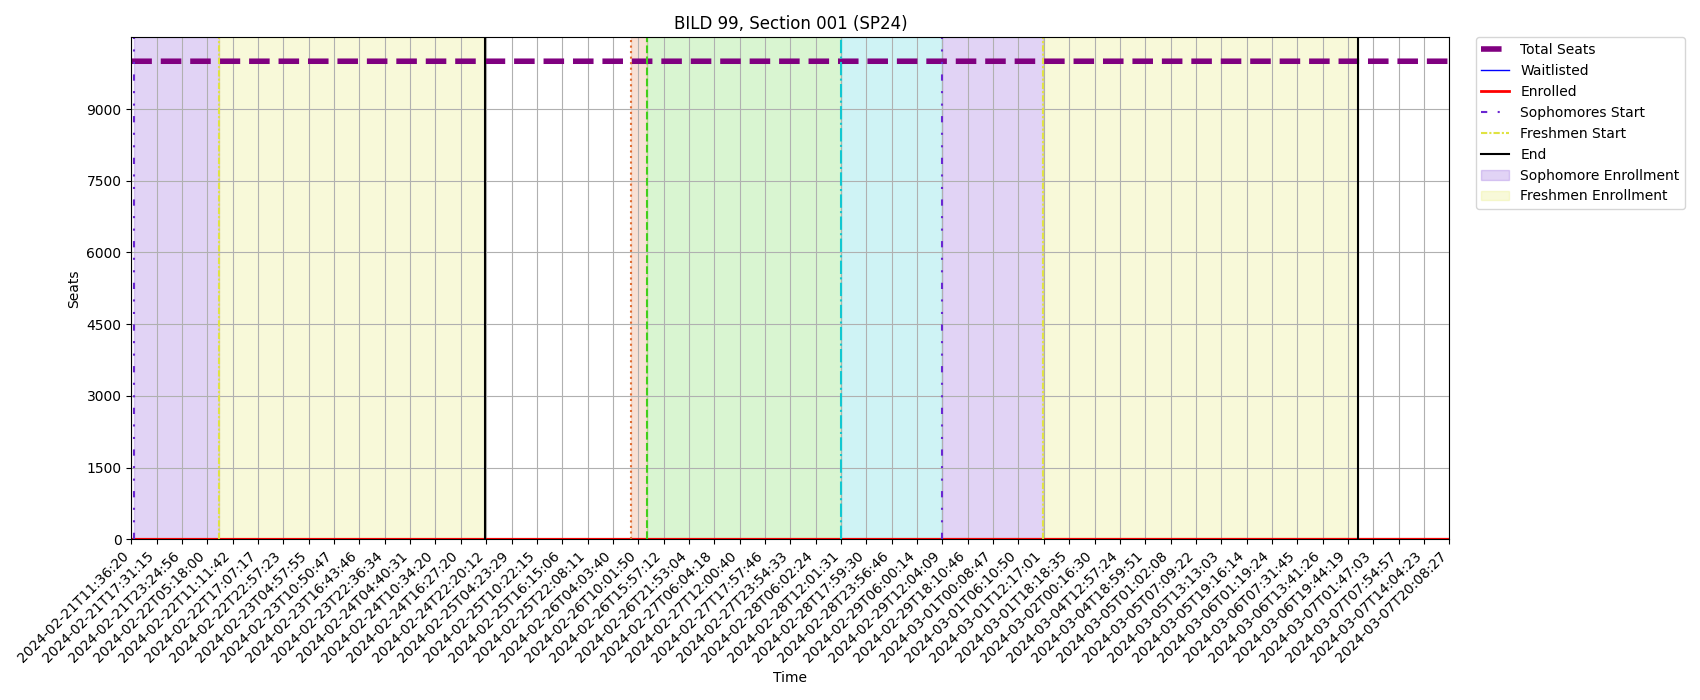 BILD 99, Section 001 (SP24)
Total Seats
Waitlisted
Enrolled
Sophomores Start
Freshmen Start
End
Sophomore Enrollment
Freshmen Enrollment
Seats
9000
7500
6000
4500
3000
1500
0
2024-02-21T11:36:20
2024-02-21T17:31:15
2024-02-21T23:24:56
2024-02-22T05:18:00
2024-02-22T11:11:42
2024-02-22T17:07:17
2024-02-22T22:57:23
2024-02-23T04:57:55
2024-02-23T10:50:47
2024-02-23T16:43:46
2024-02-23T22:36:34
2024-02-24T04:40:31
2024-02-24T10:34:20
2024-02-24T16:27:20
2024-02-24T22:20:12
2024-02-25T04:23:29
2024-02-25T10:22:15
2024-02-25T16:15:06
2024-02-25T22:08:11
2024-02-26T04:03:40
2024-02-26T10:01:50
2024-02-26T15:57:12
2024-02-26T21:53:04
2024-02-27T06:04:18
2024-02-27T12:00:40
2024-02-27T17:57:46
2024-02-27T23:54:33
2024-02-28T06:02:24
2024-02-28T12:01:31
2024-02-28T17:59:30
2024-02-28T23:56:46
2024-02-29T06:00:14
2024-02-29T12:04:09
2024-02-29T18:10:46
2024-03-01T00:08:47
2024-03-01T06:10:50
2024-03-01T12:17:01
2024-03-01T18:18:35
2024-03-02T00:16:30
2024-03-04T12:57:24
2024-03-04T18:59:51
2024-03-05T01:02:08
2024-03-05T07:09:22
2024-03-05T13:13:03
2024-03-05T19:16:14
2024-03-06T01:19:24
2024-03-06T07:31:45
2024-03-06T13:41:26
2024-03-06T19:44:19
2024-03-07T01:47:03
2024-03-07T07:54:57
2024-03-07T14:04:23
2024-03-07T20:08:27
Time